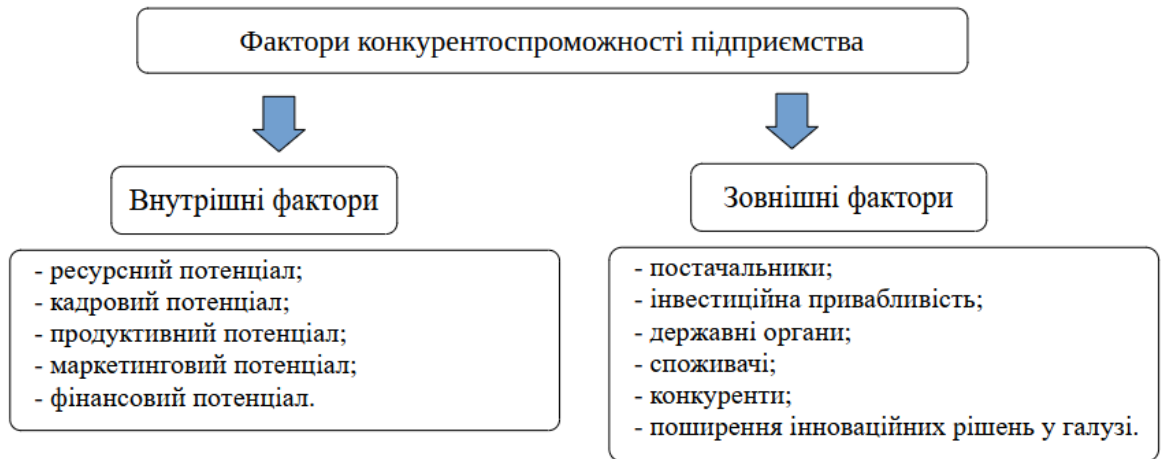 Фактори конкурентоспроможності підприємства
Внутрішні фактори
- ресурсний потенціал;
- кадровий потенціал;
- продуктивний потенціал;
- маркетинговий потенціал;
- фінансовий потенціал.
Зовнішні фактори
- постачальники;
- інвестиційна привабливість;
- державні органи;
- споживачі;
- конкуренти;
- поширення інноваційних рішень у галузі.